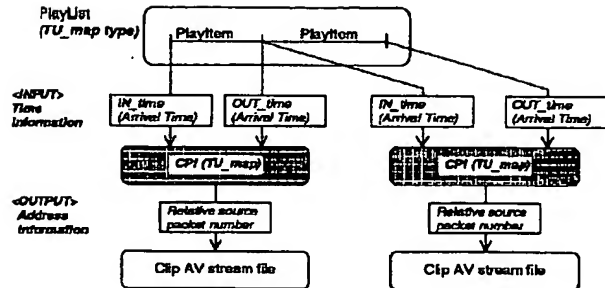 PlayList
(TU_map type)
PlayItem PlayItem
<INPUT>
Time
Information
IN_time
(Arrival Time)
OUT_time
(Arrival Time)
IN_time
(Arrival Time)
OUT_time
(Arrival Time)
CPI (TU_map)
CPI (TU_map)
<OUTPUT>
Address
Information
Relative source
packet number
Relative source
packet number
Clip AV stream file
Clip AV stream file